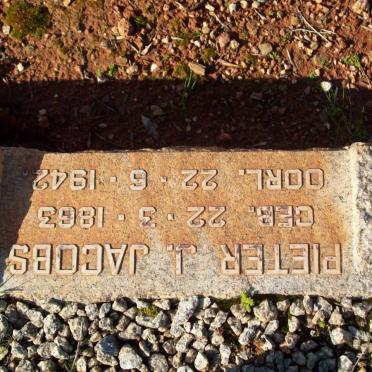 PIETER J. JACOBS
GEB. 22 · 3 · 1863
OORL. 22 · 6 · 1942